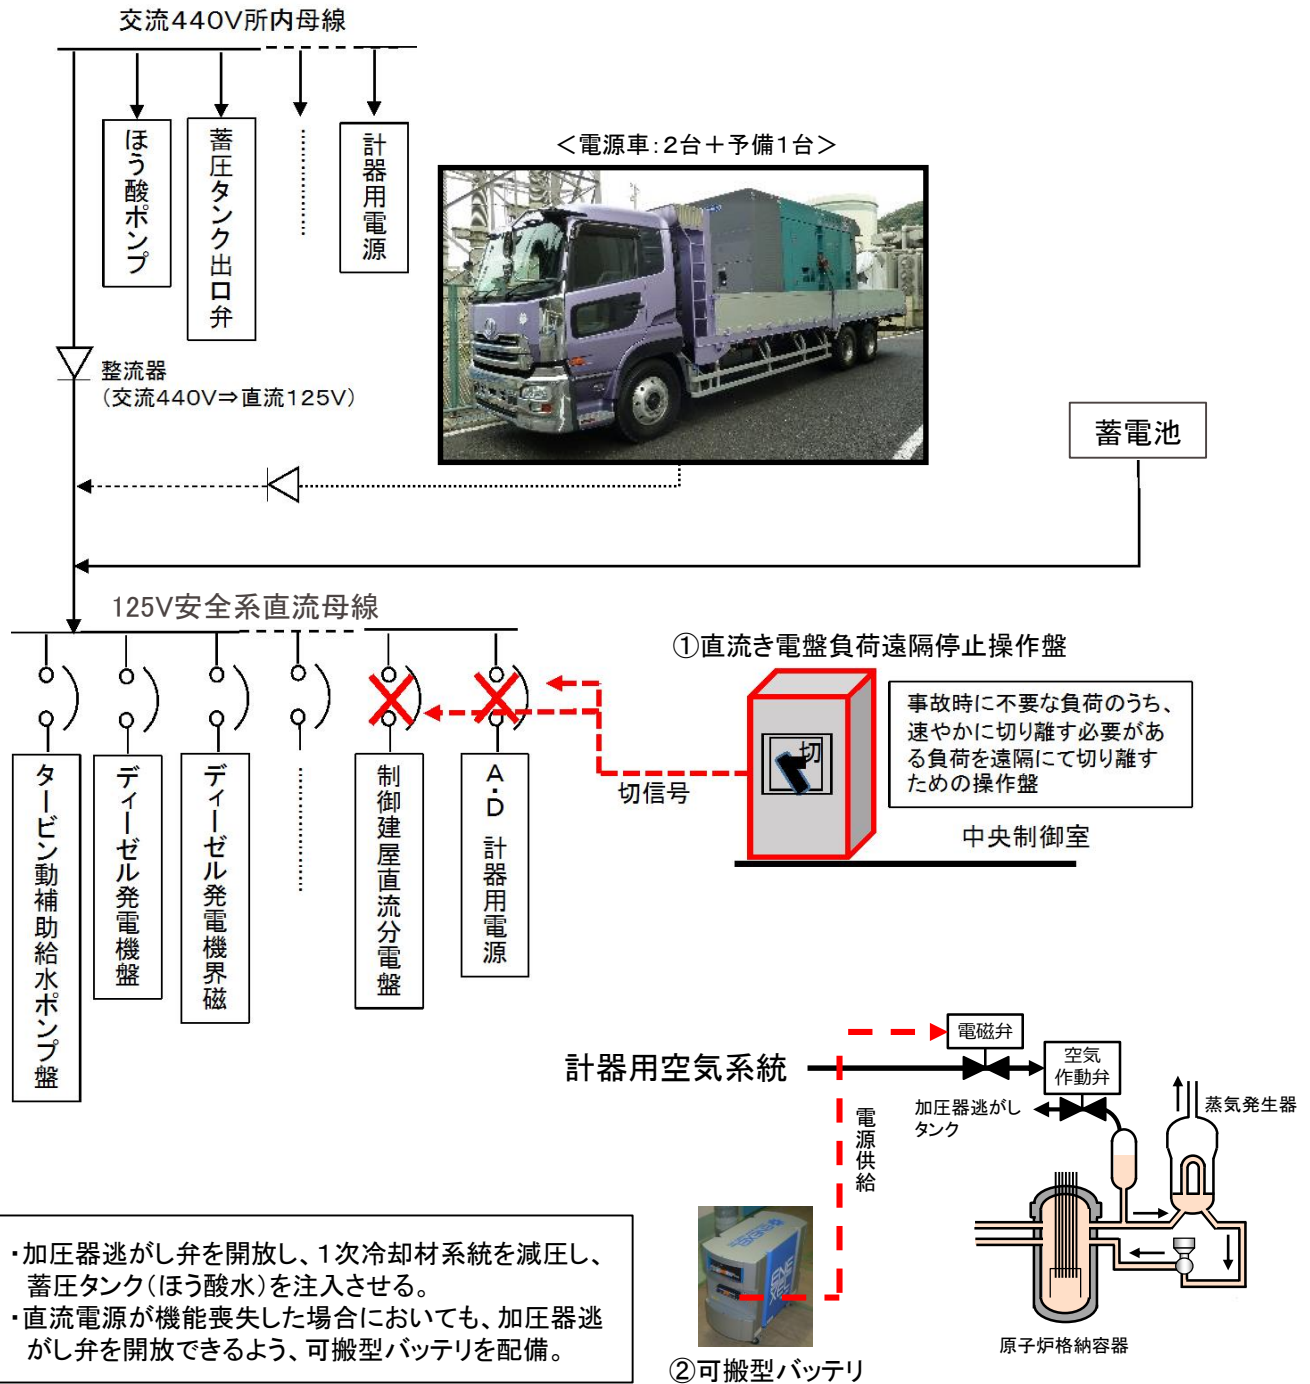 交流440V所内母線
ほう酸ポンプ
蓄圧タンク出口弁
計器用電源
＜電源車：2台＋予備1台＞
整流器
（交流440V⇒直流125V）
蓄電池
125V安全系直流母線
①直流き電盤負荷遠隔停止操作盤
事故時に不要な負荷のうち、
速やかに切り離す必要があ
る負荷を遠隔にて切り離す
ための操作盤
切
切信号
中央制御室
タービン動補助給水ポンプ盤
ディーゼル発電機盤
ディーゼル発電機界磁
制御建屋直流分電盤
A・D 計器用電源
電磁弁
計器用空気系統
空気
作動弁
加圧器逃がし
タンク
蒸気発生器
電源供給
・加圧器逃がし弁を開放し、１次冷却材系統を減圧し、
蓄圧タンク（ほう酸水）を注入させる。
・直流電源が機能喪失した場合においても、加圧器逃
がし弁を開放できるよう、可搬型バッテリを配備。
原子炉格納容器
②可搬型バッテリ